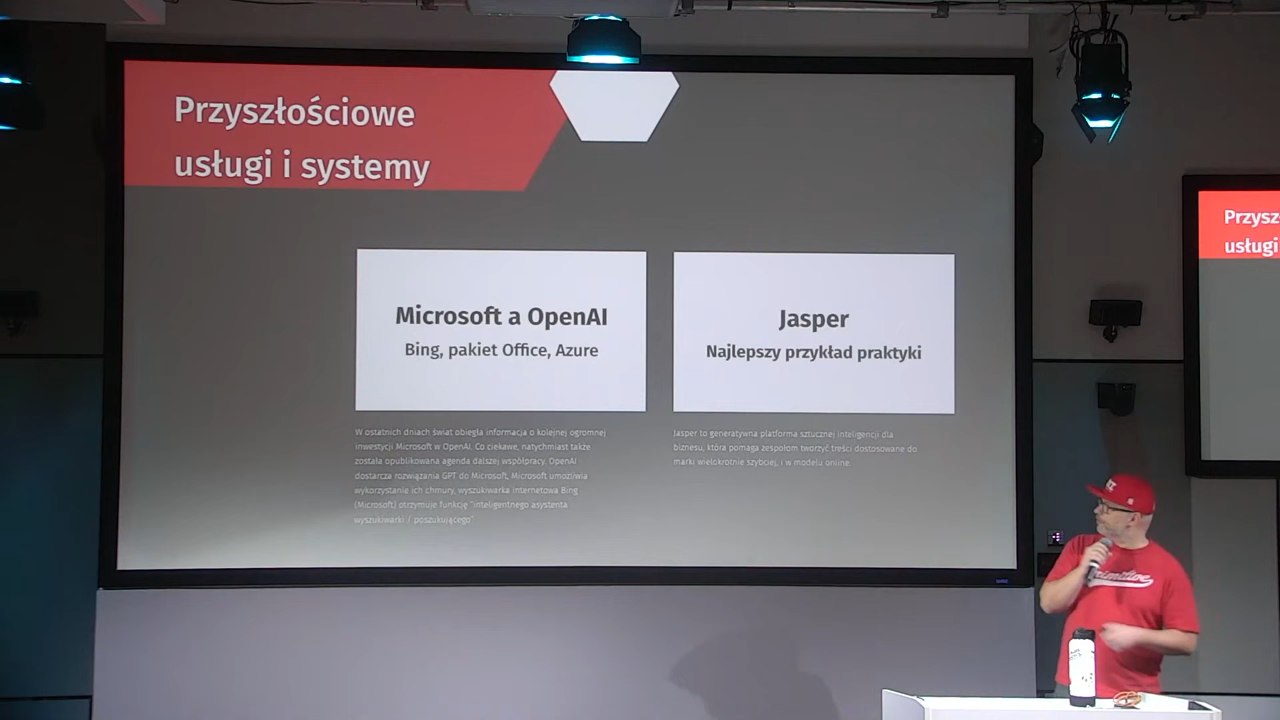 Przyszłościowe
usługi i systemy
Microsoft a OpenAI
Bing, pakiet Office, Azure
W ostatnich dniach świat obiegła informacja o kolejnej ogromnej
inwestycji Microsoft w OpenAI. Co ciekawe, natychmiast także
została opublikowana agenda dalszej współpracy. OpenAI
dostarcza rozwiązania GPT do Microsoft, Microsoft umożliwia
wykorzystanie ich chmury, wyszukiwarka internetowa Bing
(Microsoft) otrzymuje funkcję "inteligentnego asystenta
wyszukiwarki / poszukującego"
Jasper
Najlepszy przykład praktyki
Jasper to generatywna platforma sztucznej inteligencji dla
biznesu, która pomaga zespołom tworzyć treści dostosowane do
marki wielokrotnie szybciej, i w modelu online.
Przysz
usługi
Primitive